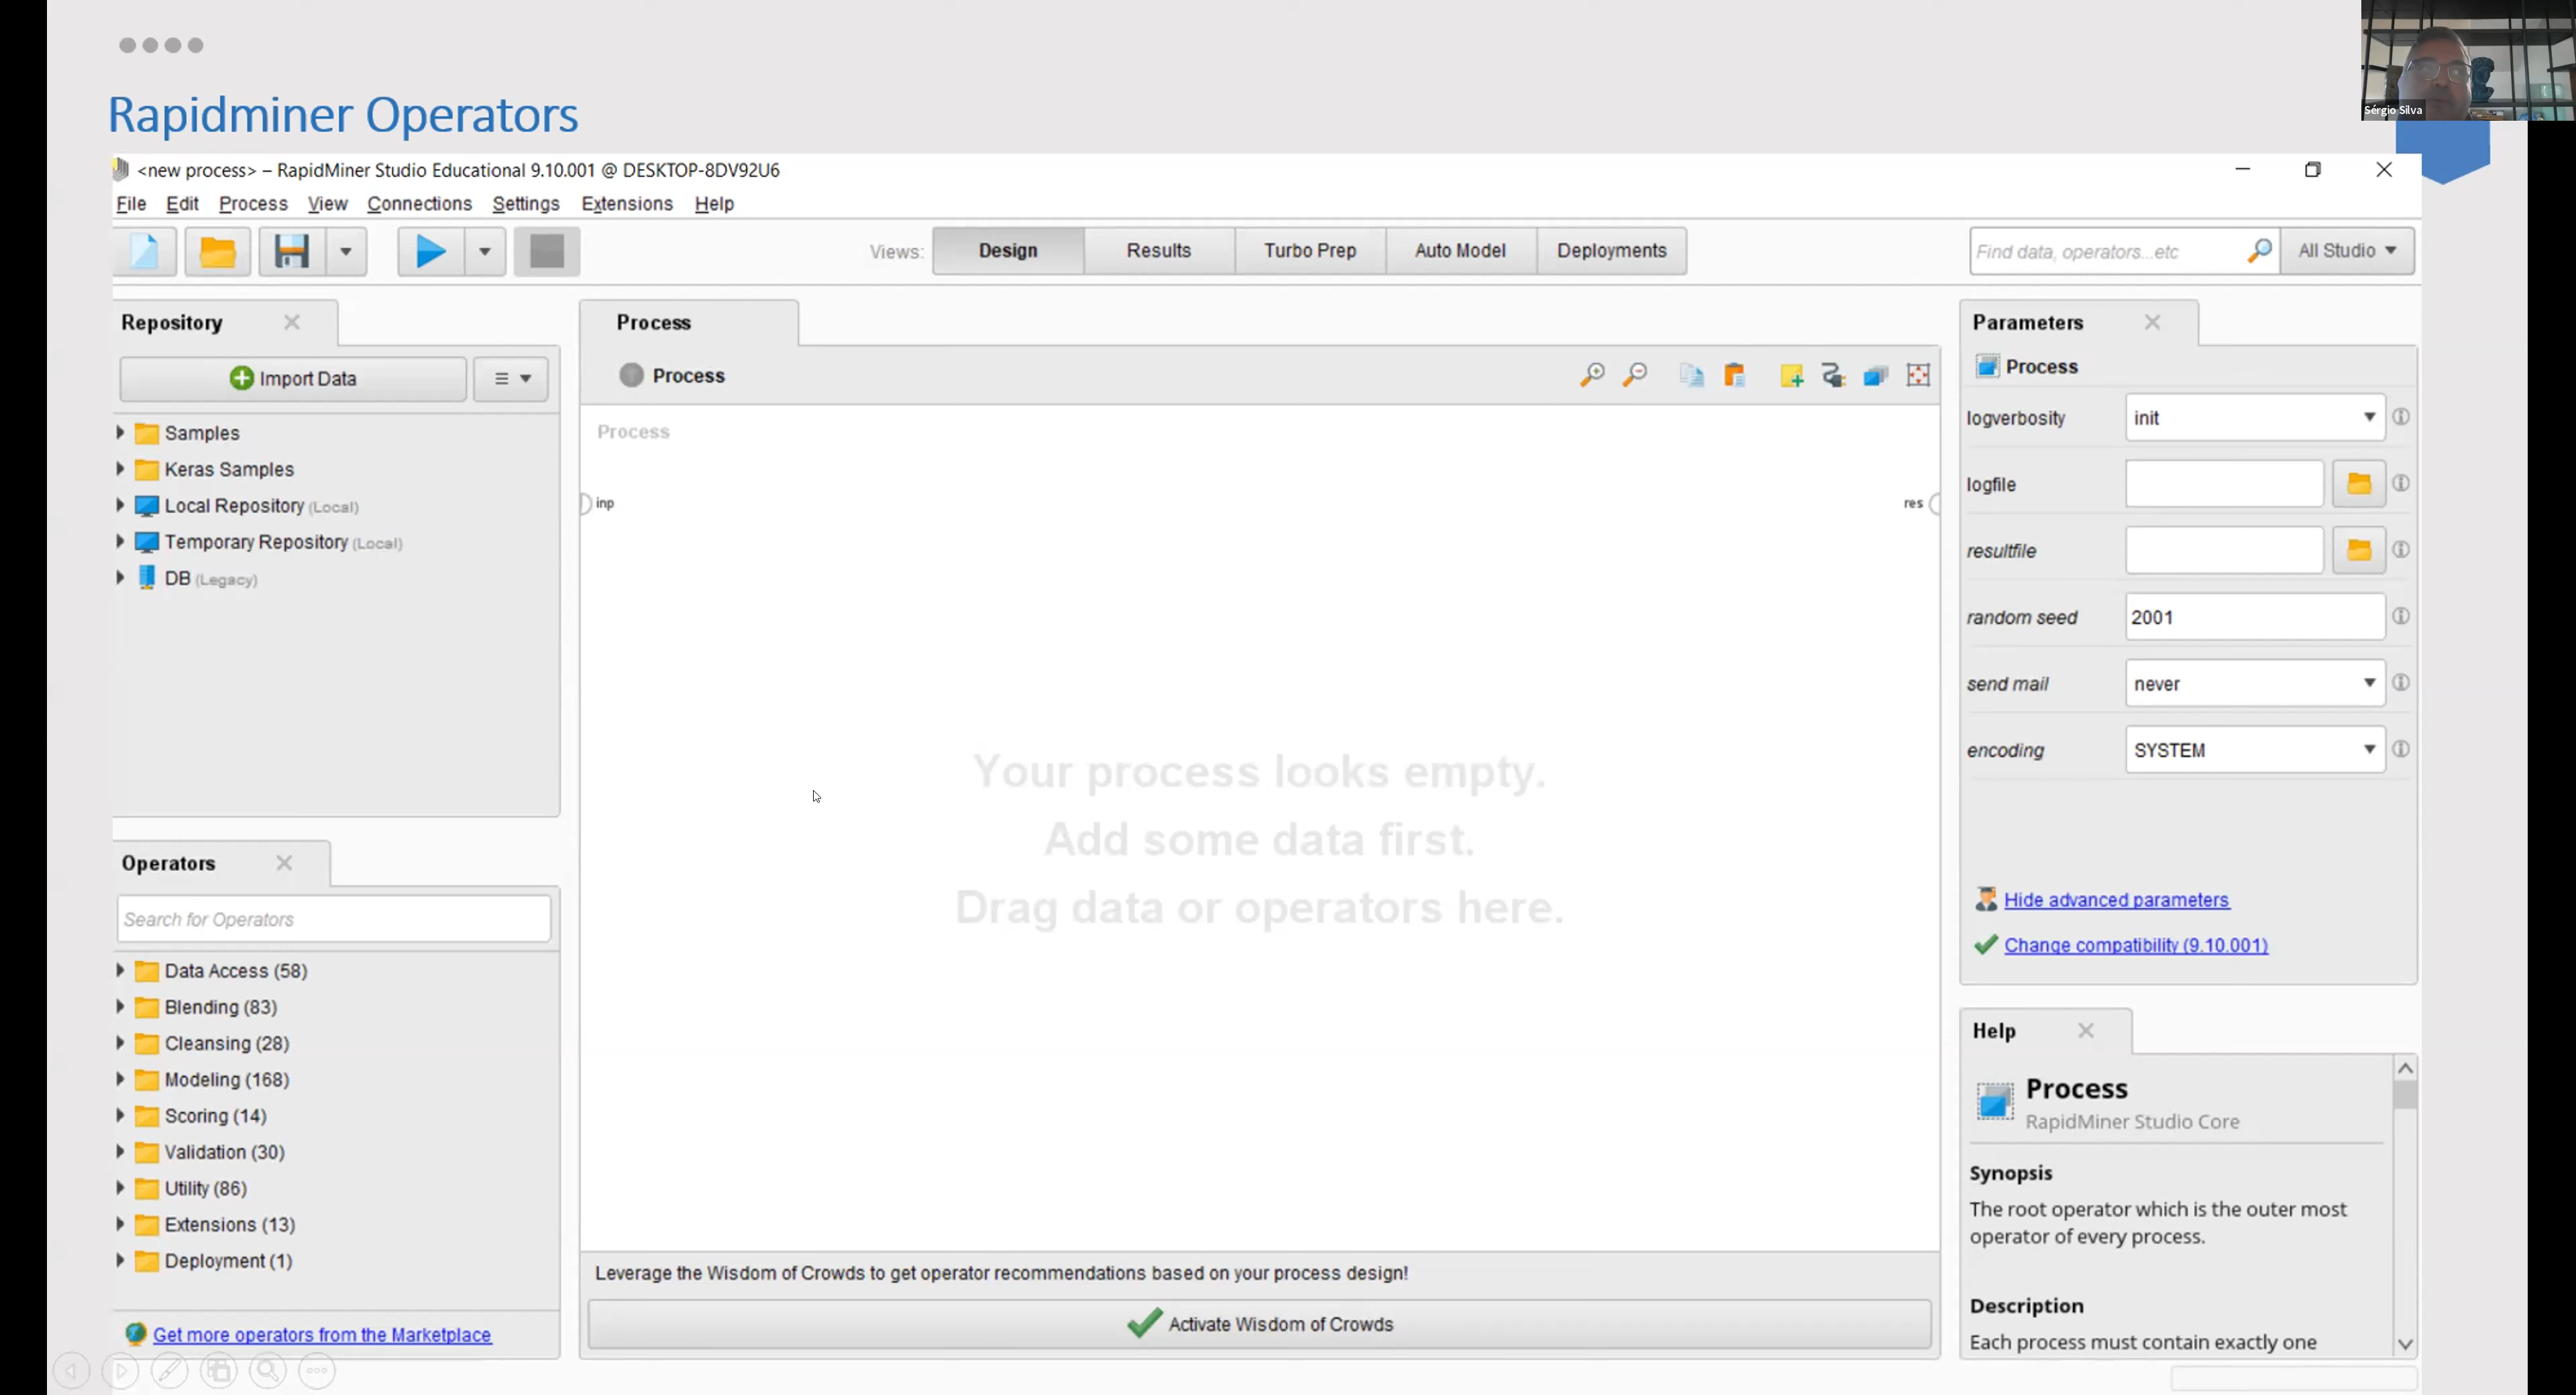 Rapidminer Operators
Sérgio Silva
<new process> – RapidMiner Studio Educational 9.10.001 @ DESKTOP-8DV92U6
File Edit Process View Connections Settings Extensions Help
Views: Design Results Turbo Prep Auto Model Deployments
Find data, operators...etc
All Studio
Repository
Import Data
Samples
Keras Samples
Local Repository (Local)
Temporary Repository (Local)
DB (Legacy)
Operators
Search for Operators
Data Access (58)
Blending (83)
Cleansing (28)
Modeling (168)
Scoring (14)
Validation (30)
Utility (86)
Extensions (13)
Deployment (1)
Get more operators from the Marketplace
Process
Process
Process
inp
res
Your process looks empty.
Add some data first.
Drag data or operators here.
Leverage the Wisdom of Crowds to get operator recommendations based on your process design!
Activate Wisdom of Crowds
Parameters
Process
logverbosity init
logfile
resultfile
random seed 2001
send mail never
encoding SYSTEM
Hide advanced parameters
Change compatibility (9.10.001)
Help
Process
RapidMiner Studio Core
Synopsis
The root operator which is the outer most
operator of every process.
Description
Each process must contain exactly one